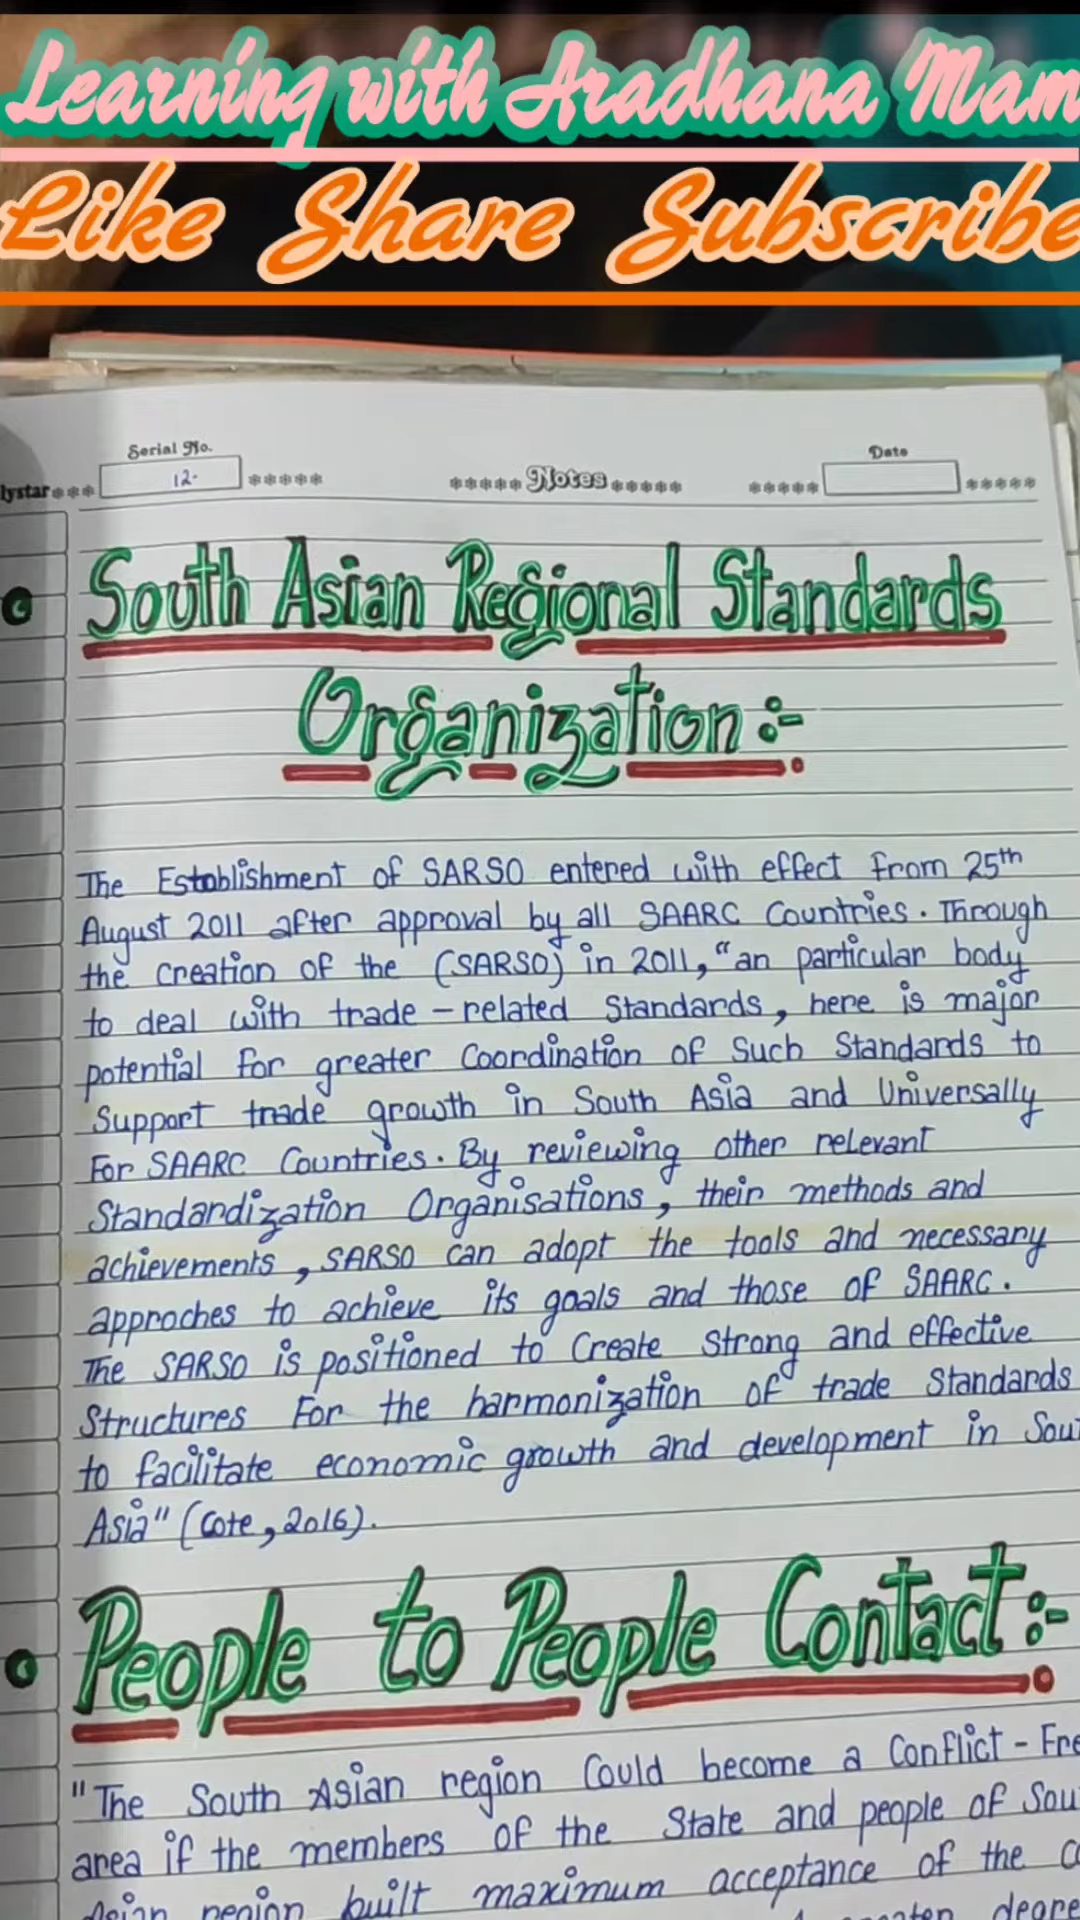 Learning with Aradhana Mam
Like Share Subscribe
Serial No.
12.
Notes
Date
lystar
South Asian Regional Standards
Organization :-
The Establishment of SARSO entered with effect from 25th
August 2011 after approval by all SAARC Countries. Through
the creation of the (SARSO) in 2011, "an particular body
to deal with trade - related Standards, here is major
potential for greater Coordination of Such Standards to
Support trade growth in South Asia and Universally
For SAARC Countries. By reviewing other relevant
Standardization Organisations, their methods and
achievements, SARSO can adopt the tools and necessary
approches to achieve its goals and those of SAARC.
The SARSO is positioned to Create Strong and effective
Structures For the harmonization of trade Standards
to facilitate economic growth and development in Sou
Asia" (Cote, 2016).
People to People Contact :-
"The South Asian region Could become a Conflict - Fre
area if the members of the State and people of Sou
region built maximum acceptance of the
degre